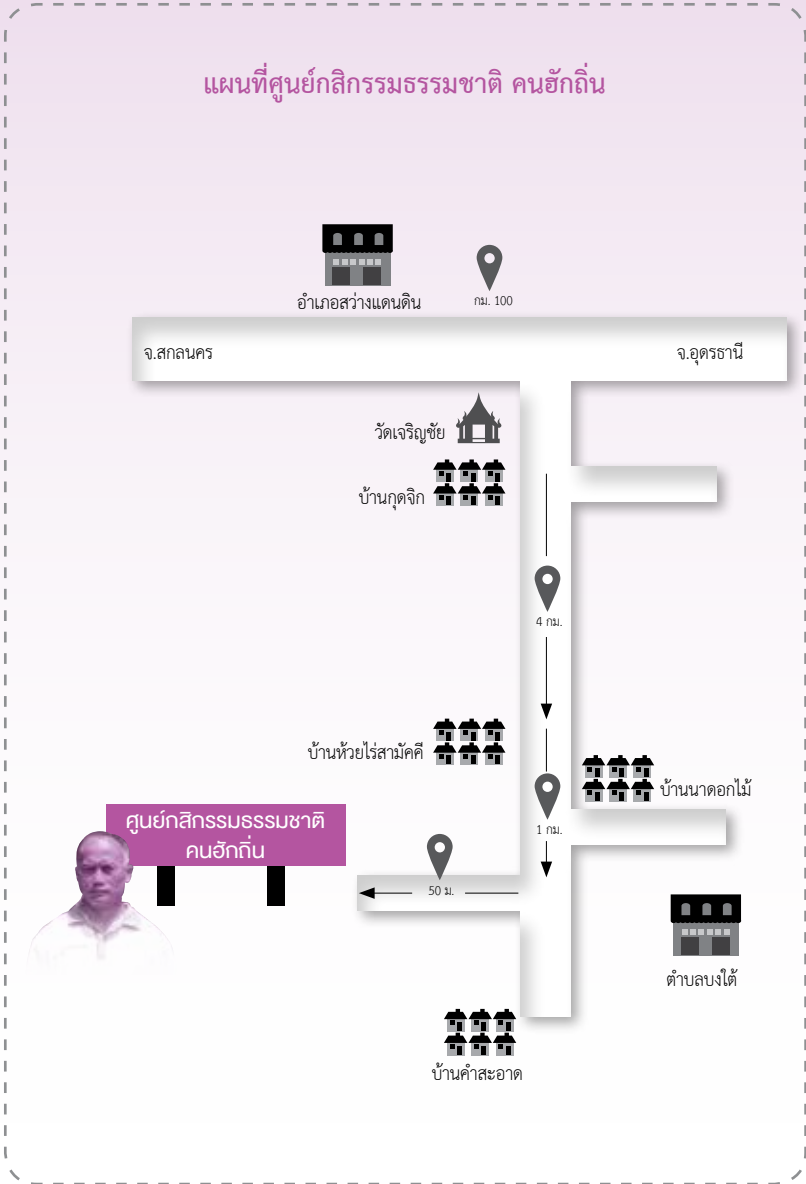 แผนที่ศูนย์กสิกรรมธรรมชาติ คนฮักถิ่น
อำเภอสว่างแดนดิน
กม. 100
จ.สกลนคร
จ.อุดรธานี
วัดเจริญชัย
บ้านกุดจิก
4 กม.
บ้านห้วยไร่สามัคคี
บ้านนาดอกไม้
1 กม.
ศูนย์กสิกรรมธรรมชาติ
คนฮักถิ่น
50 ม.
ตำบลบงใต้
บ้านคำสะอาด